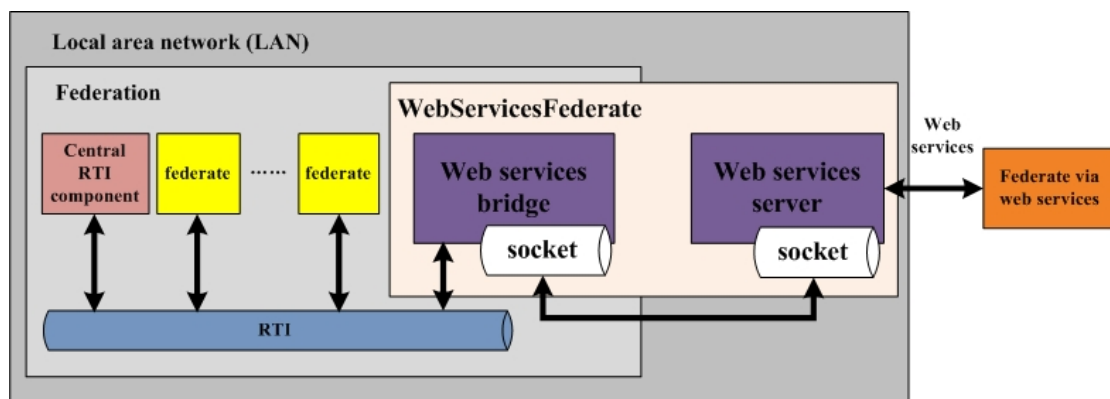 Local area network (LAN)
Federation
WebServicesFederate
Central
RTI
component
federate
......
federate
Web services
bridge
socket
Web services
server
socket
Web
services
Federate via
web services
RTI